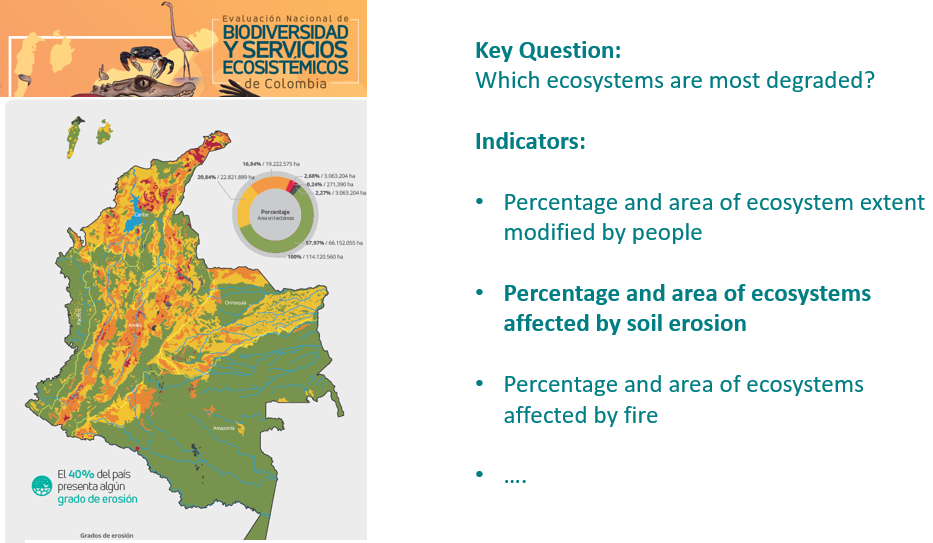 Evaluación Nacional de
BIODIVERSIDAD
Y SERVICIOS
ECOSISTÉMICOS
de Colombia
16,84% / 19.222.575 ha
20,84% / 22.821.889 ha
2,68% / 3.063.204 ha
0,24% / 271,390 ha
2,27% / 3.063.204 ha
Porcentaje
Área en hectáreas
57,97% / 66.152.055 ha
100% / 114.120.560 ha
Caribe
Orinoquia
Pacífico
Andes
Amazonia
El 40% del país
presenta algún
grado de erosión
Grados de erosión
Key Question:
Which ecosystems are most degraded?
Indicators:
• Percentage and area of ecosystem extent
modified by people
• Percentage and area of ecosystems
affected by soil erosion
• Percentage and area of ecosystems
affected by fire
• ....